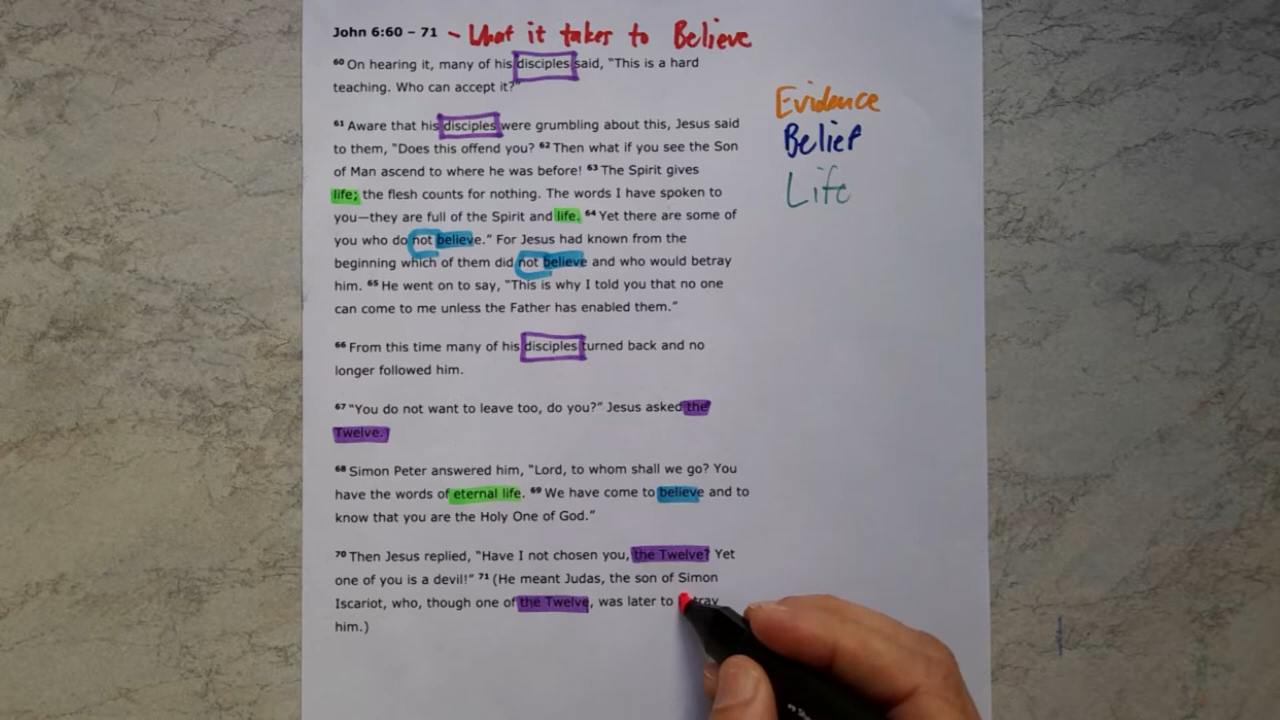 John 6:60 – 71 ~ What it takes to Believe
60 On hearing it, many of his disciples said, “This is a hard
teaching. Who can accept it?”
61 Aware that his disciples were grumbling about this, Jesus said
to them, “Does this offend you? 62 Then what if you see the Son
of Man ascend to where he was before! 63 The Spirit gives
life; the flesh counts for nothing. The words I have spoken to
you—they are full of the Spirit and life. 64 Yet there are some of
you who do not believe.” For Jesus had known from the
beginning which of them did not believe and who would betray
him. 65 He went on to say, “This is why I told you that no one
can come to me unless the Father has enabled them.”
66 From this time many of his disciples turned back and no
longer followed him.
67 “You do not want to leave too, do you?” Jesus asked the
Twelve.
68 Simon Peter answered him, “Lord, to whom shall we go? You
have the words of eternal life. 69 We have come to believe and to
know that you are the Holy One of God.”
70 Then Jesus replied, “Have I not chosen you, the Twelve? Yet
one of you is a devil!” 71 (He meant Judas, the son of Simon
Iscariot, who, though one of the Twelve, was later to
him.)
Evidence
Belief
Life